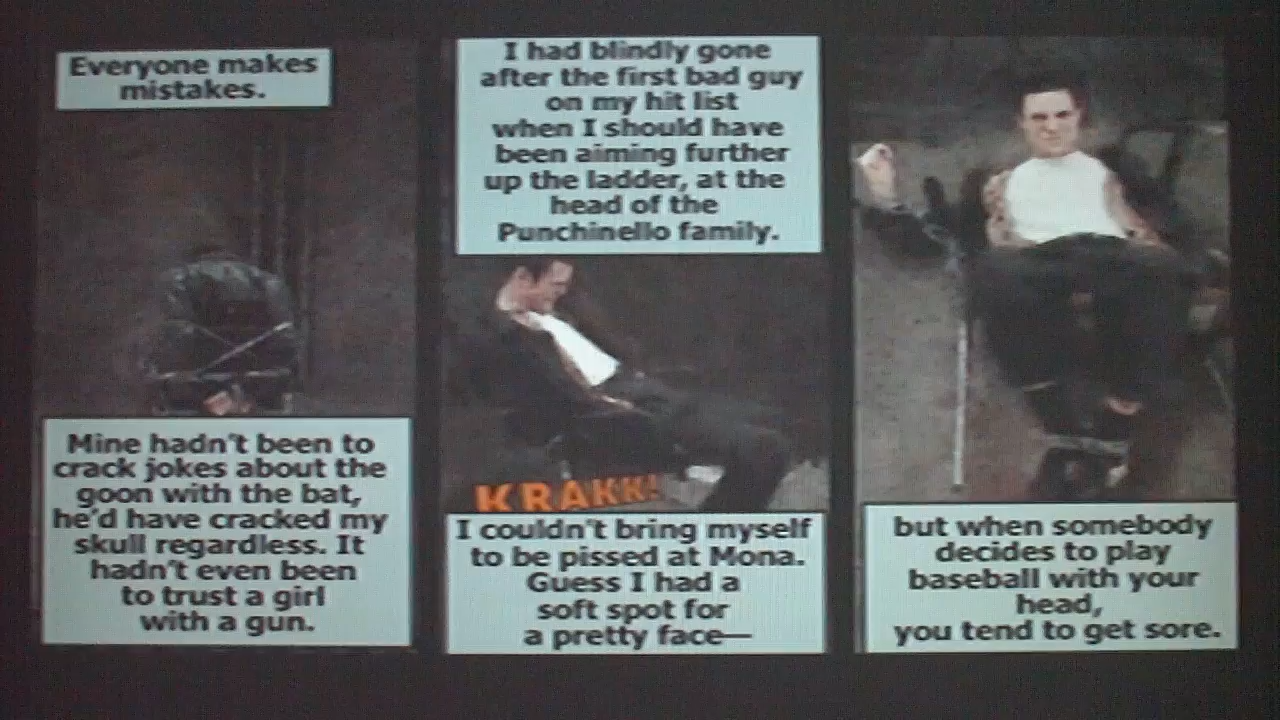 Everyone makes
mistakes.
Mine hadn't been to
crack jokes about the
goon with the bat,
he'd have cracked my
skull regardless. It
hadn't even been
to trust a girl
with a gun.
I had blindly gone
after the first bad guy
on my hit list
when I should have
been aiming further
up the ladder, at the
head of the
Punchinello family.
KRAKK!
I couldn't bring myself
to be pissed at Mona.
Guess I had a
soft spot for
a pretty face—
but when somebody
decides to play
baseball with your
head,
you tend to get sore.